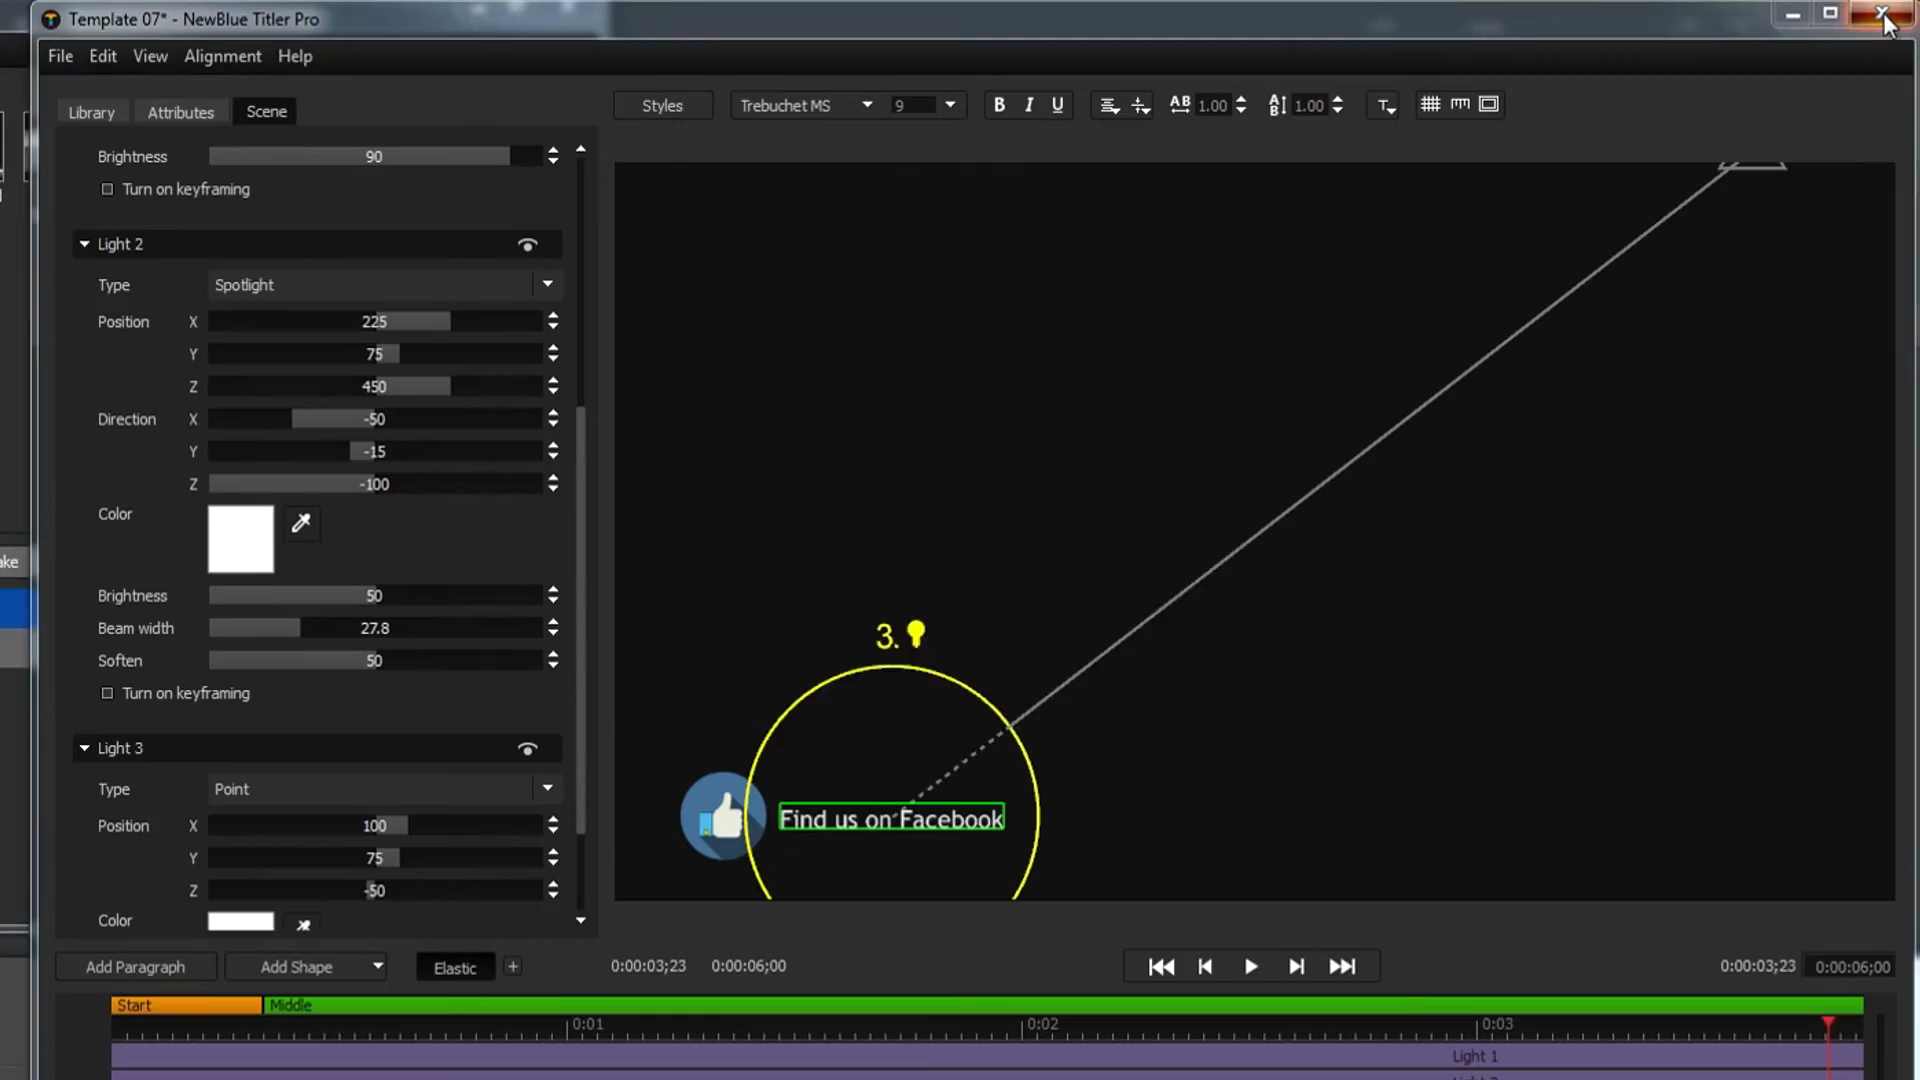 Template 07* - NewBlue Titler Pro
File Edit View Alignment Help
Library Attributes Scene
Styles Trebuchet MS 9 B I U AB 1.00 AB 1.00 T
Brightness 90
Turn on keyframing
Light 2
Type Spotlight
Position X 225
Y 75
Z 450
Direction X -50
Y -15
Z -100
Color
Brightness 50
Beam width 27.8
Soften 50
Turn on keyframing
Light 3
Type Point
Position X 100
Y 75
Z -50
Color
3.
Find us on Facebook
Add Paragraph Add Shape Elastic + 0:00:03;23 0:00:06;00 0:00:03;23 0:00:06;00
Start Middle
0:01 0:02 0:03
Light 1